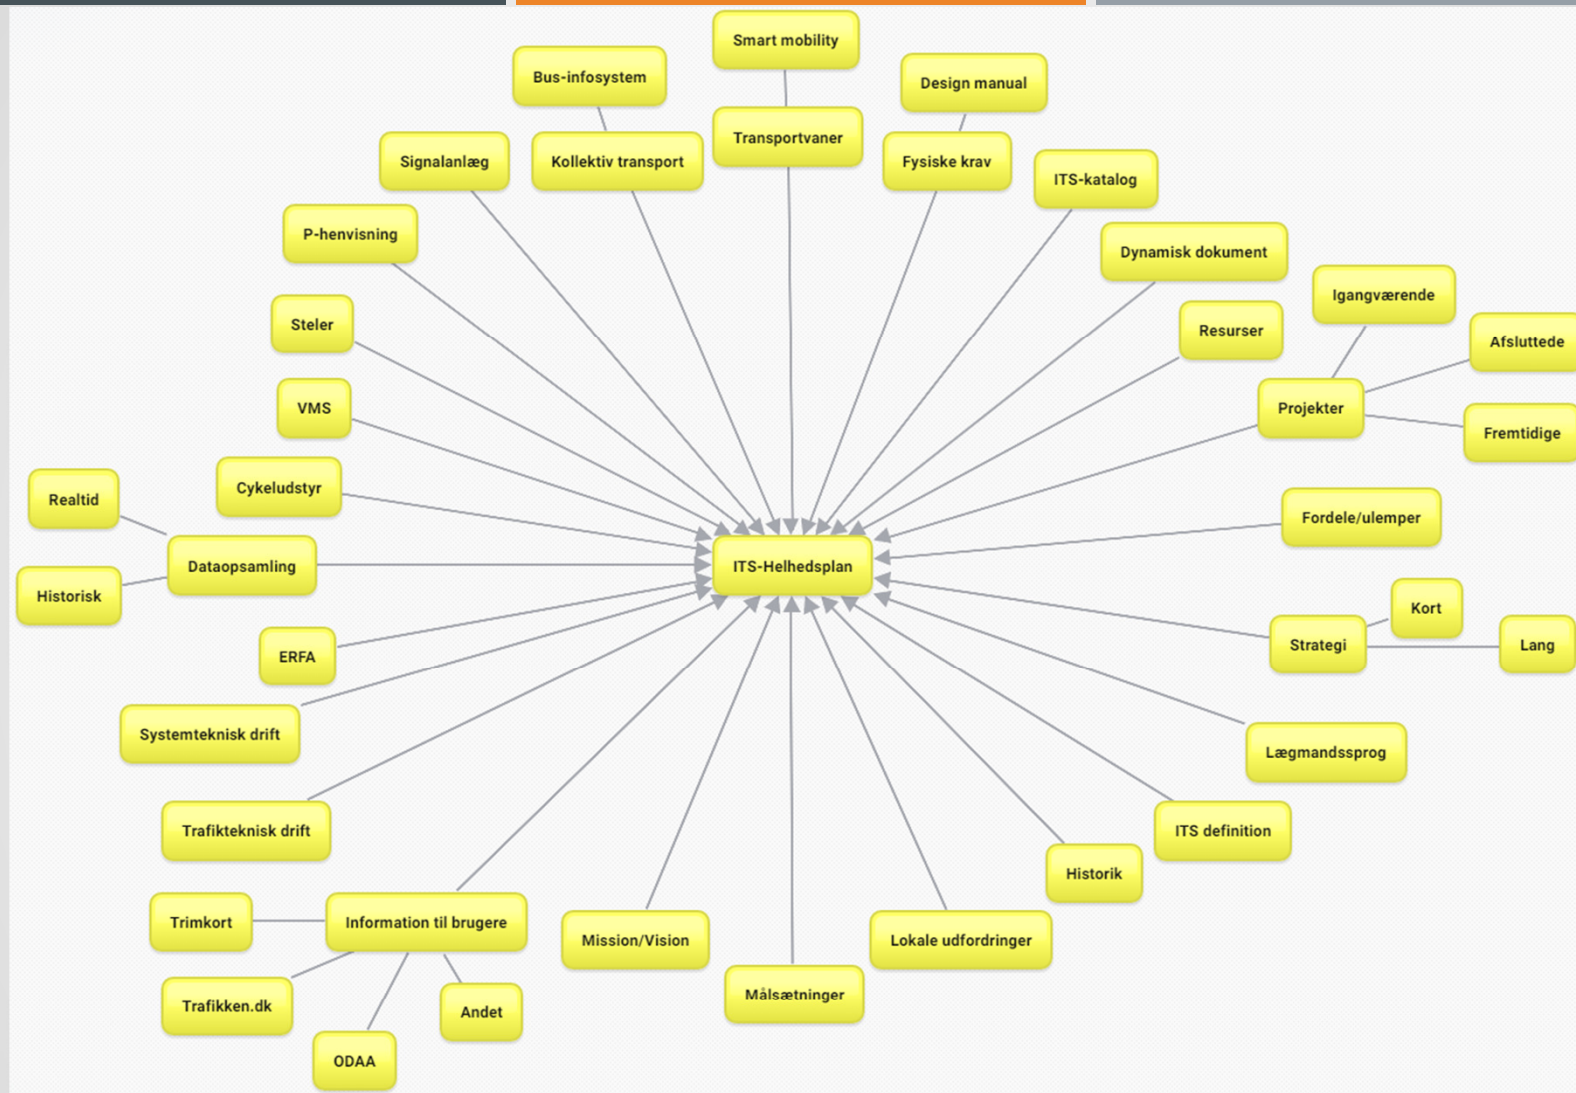 Smart mobility
Bus-infosystem
Design manual
Transportvaner
Signalanlæg
Kollektiv transport
Fysiske krav
ITS-katalog
P-henvisning
Dynamisk dokument
Igangværende
Steler
Resurser
Afsluttede
VMS
Projekter
Fremtidige
Cykeludstyr
Realtid
Fordele/ulemper
Dataopsamling
ITS-Helhedsplan
Historisk
Kort
Strategi
Lang
ERFA
Systemteknisk drift
Lægmandssprog
Trafikteknisk drift
ITS definition
Historik
Trimkort
Information til brugere
Mission/Vision
Lokale udfordringer
Målsætninger
Trafikken.dk
Andet
ODAA